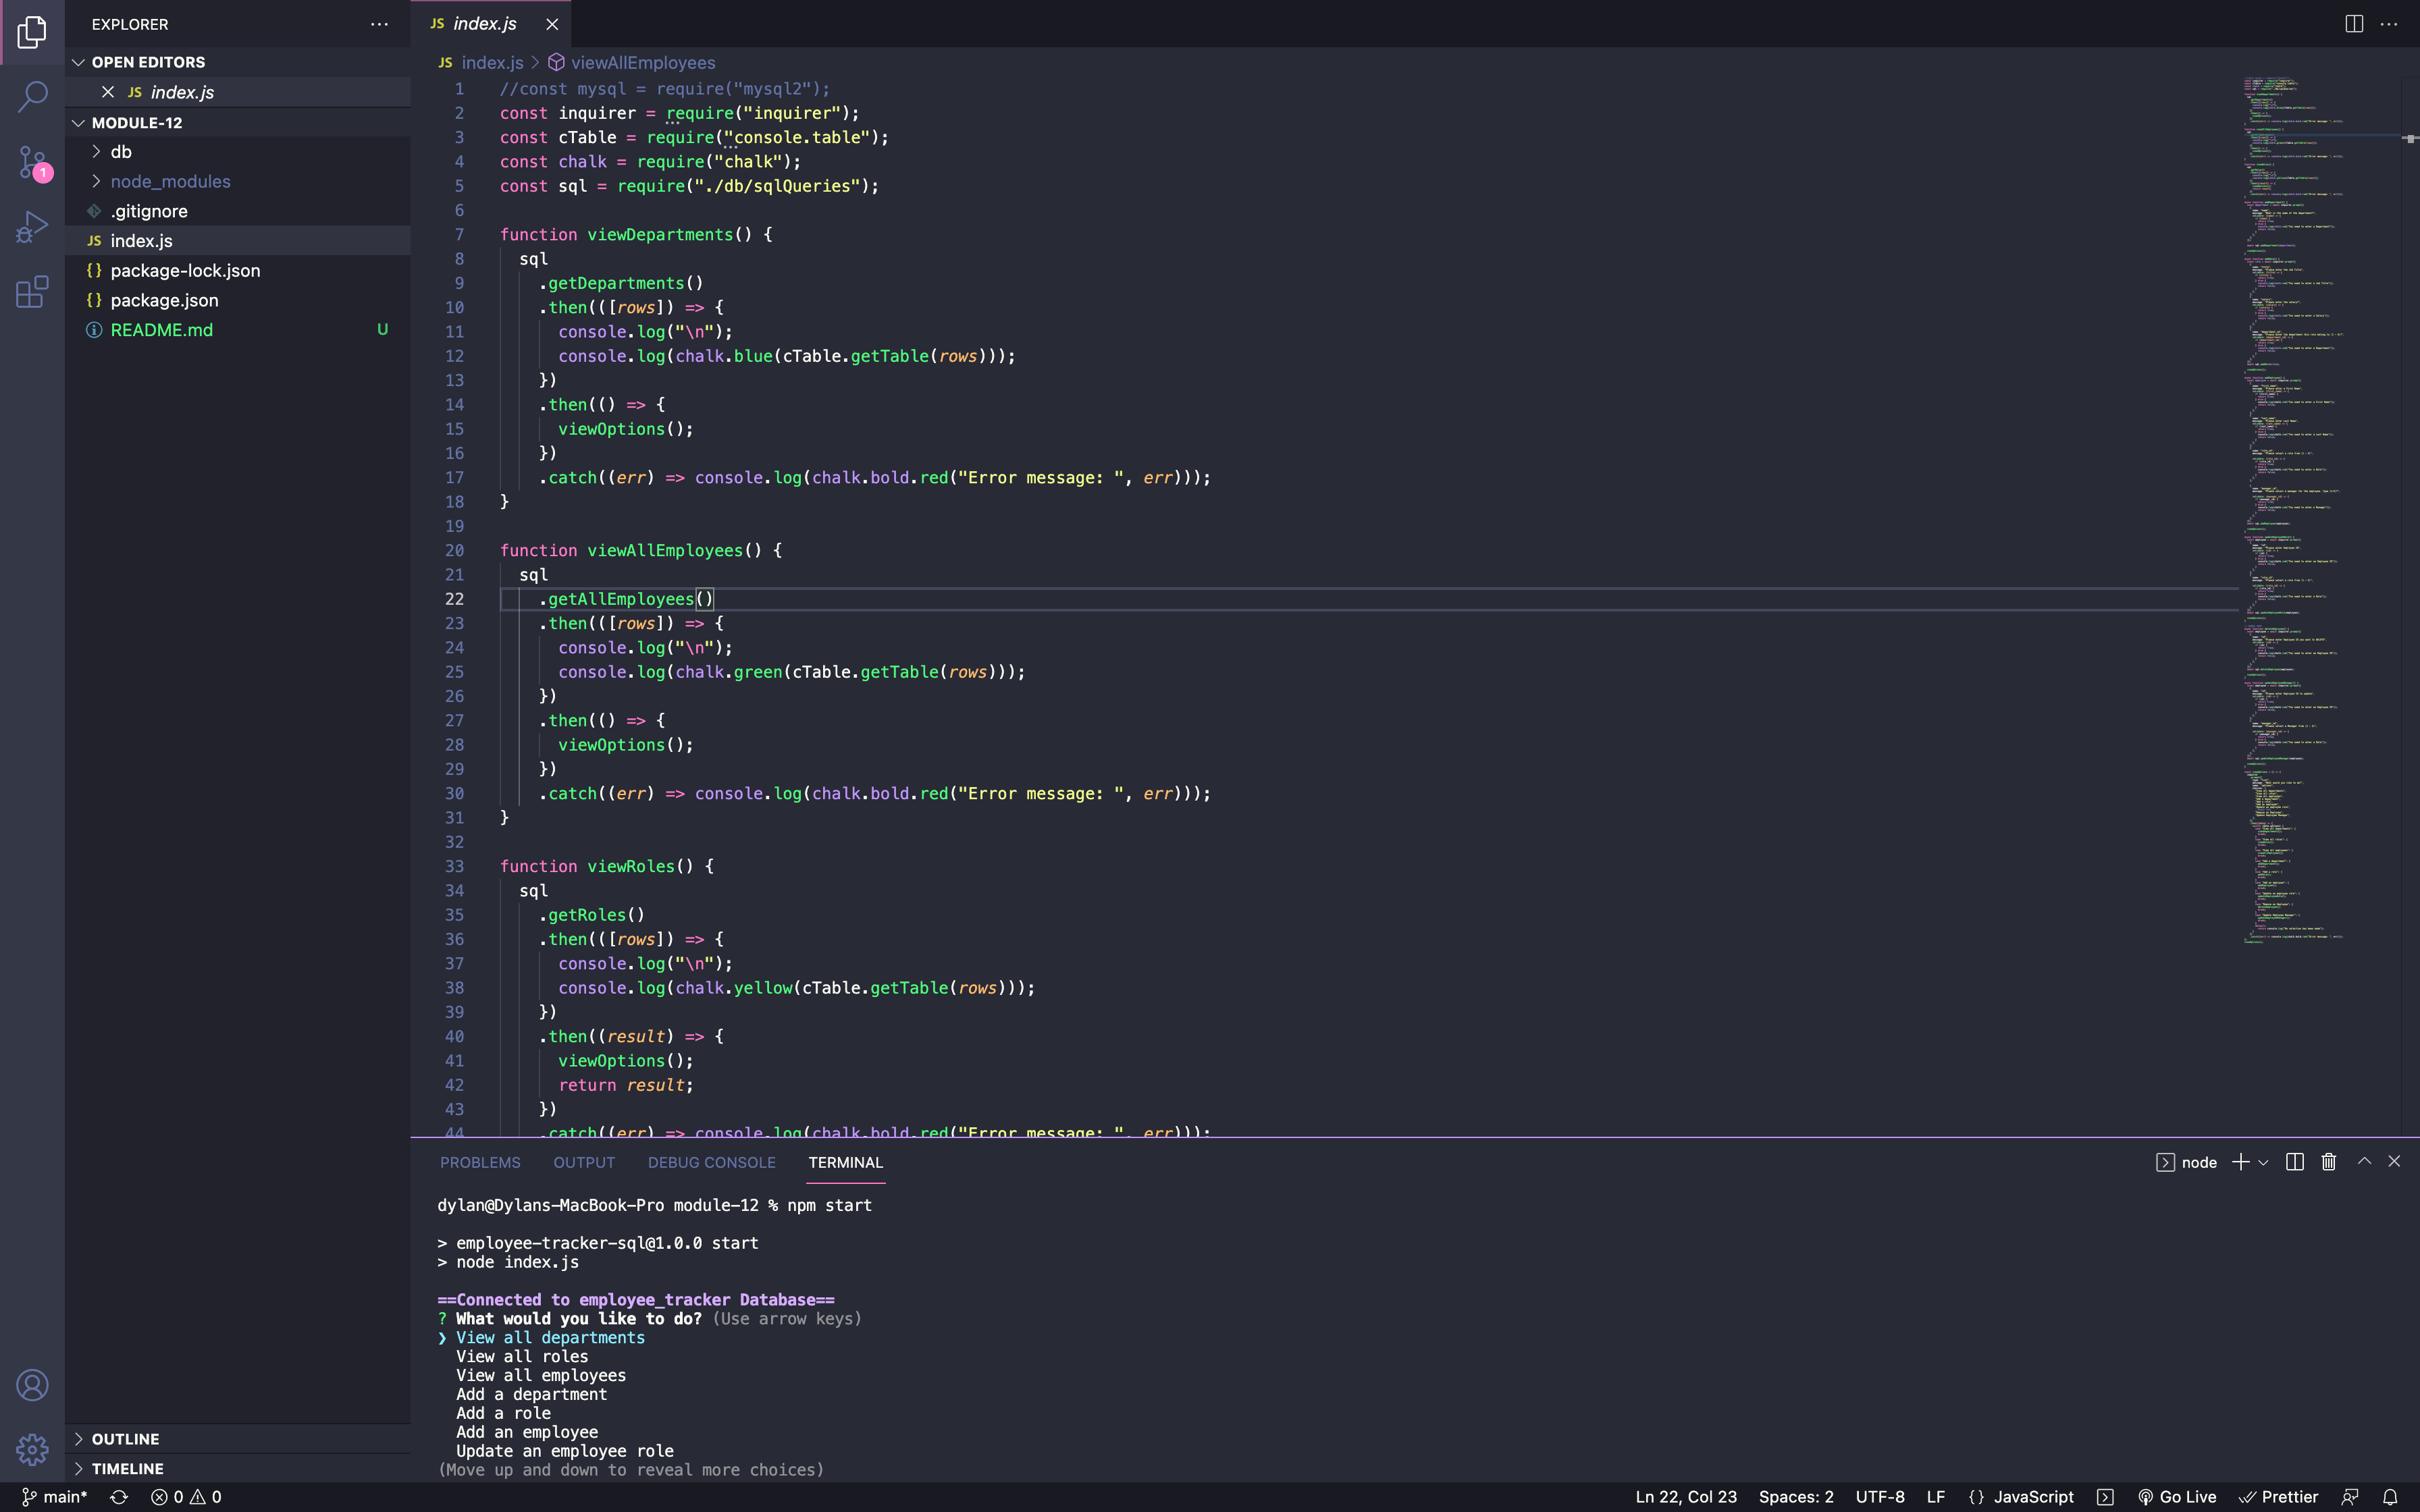 EXPLORER
OPEN EDITORS
JS index.js
MODULE-12
db
node_modules
.gitignore
JS index.js
{} package-lock.json
{} package.json
README.md U
OUTLINE
TIMELINE
JS index.js
JS index.js > viewAllEmployees
1 //const mysql = require("mysql2");
2 const inquirer = require("inquirer");
3 const cTable = require("console.table");
4 const chalk = require("chalk");
5 const sql = require("./db/sqlQueries");
6
7 function viewDepartments() {
8 sql
9 .getDepartments()
10 .then(([rows]) => {
11 console.log("\n");
12 console.log(chalk.blue(cTable.getTable(rows)));
13 })
14 .then(() => {
15 viewOptions();
16 })
17 .catch((err) => console.log(chalk.bold.red("Error message: ", err)));
18 }
19
20 function viewAllEmployees() {
21 sql
22 .getAllEmployees()
23 .then(([rows]) => {
24 console.log("\n");
25 console.log(chalk.green(cTable.getTable(rows)));
26 })
27 .then(() => {
28 viewOptions();
29 })
30 .catch((err) => console.log(chalk.bold.red("Error message: ", err)));
31 }
32
33 function viewRoles() {
34 sql
35 .getRoles()
36 .then(([rows]) => {
37 console.log("\n");
38 console.log(chalk.yellow(cTable.getTable(rows)));
39 })
40 .then((result) => {
41 viewOptions();
42 return result;
43 })
44 .catch((err) => console.log(chalk.bold.red("Error message: ", err)));
PROBLEMS OUTPUT DEBUG CONSOLE TERMINAL
node
dylan@Dylans-MacBook-Pro module-12 % npm start
> employee-tracker-sql@1.0.0 start
> node index.js
==Connected to employee_tracker Database==
? What would you like to do? (Use arrow keys)
❯ View all departments
View all roles
View all employees
Add a department
Add a role
Add an employee
Update an employee role
(Move up and down to reveal more choices)
1
main* 0 0
Ln 22, Col 23 Spaces: 2 UTF-8 LF {} JavaScript Go Live Prettier